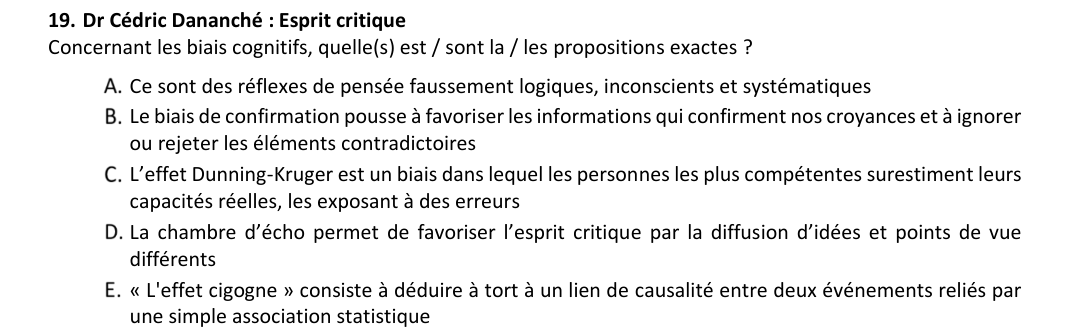 19. Dr Cédric Dananché : Esprit critique
Concernant les biais cognitifs, quelle(s) est / sont la / les propositions exactes ?
A. Ce sont des réflexes de pensée faussement logiques, inconscients et systématiques
B. Le biais de confirmation pousse à favoriser les informations qui confirment nos croyances et à ignorer
ou rejeter les éléments contradictoires
C. L’effet Dunning-Kruger est un biais dans lequel les personnes les plus compétentes surestiment leurs
capacités réelles, les exposant à des erreurs
D. La chambre d’écho permet de favoriser l’esprit critique par la diffusion d’idées et points de vue
différents
E. « L'effet cigogne » consiste à déduire à tort à un lien de causalité entre deux événements reliés par
une simple association statistique